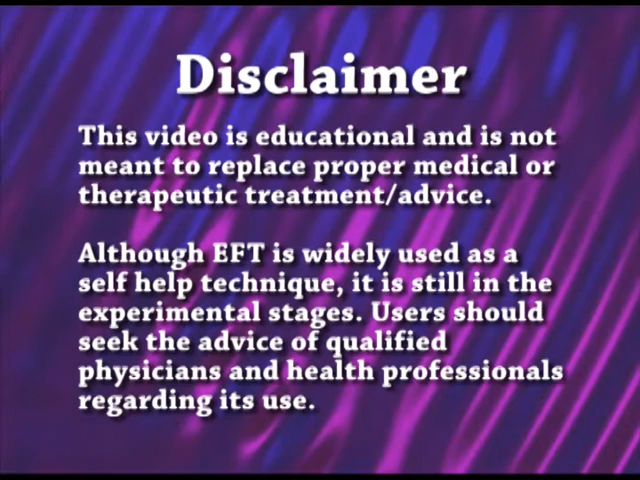 Disclaimer
This video is educational and is not
meant to replace proper medical or
therapeutic treatment/advice.
Although EFT is widely used as a
self help technique, it is still in the
experimental stages. Users should
seek the advice of qualified
physicians and health professionals
regarding its use.